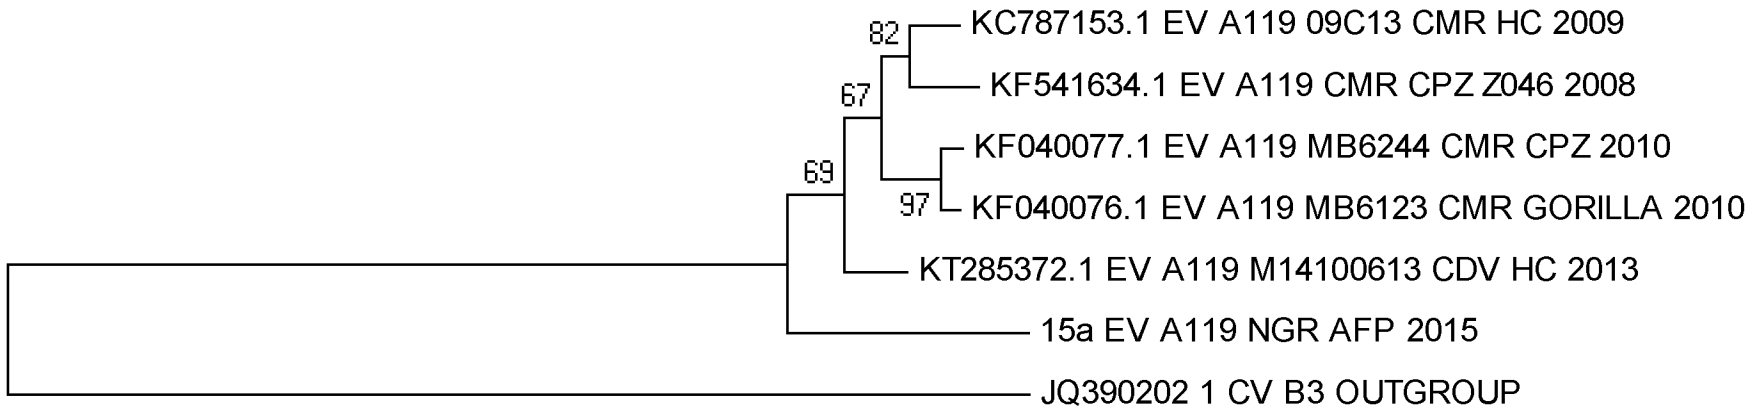 82
KC787153.1 EV A119 09C13 CMR HC 2009
KF541634.1 EV A119 CMR CPZ Z046 2008
67
KF040077.1 EV A119 MB6244 CMR CPZ 2010
69
97
KF040076.1 EV A119 MB6123 CMR GORILLA 2010
KT285372.1 EV A119 M14100613 CDV HC 2013
15a EV A119 NGR AFP 2015
JQ390202 1 CV B3 OUTGROUP